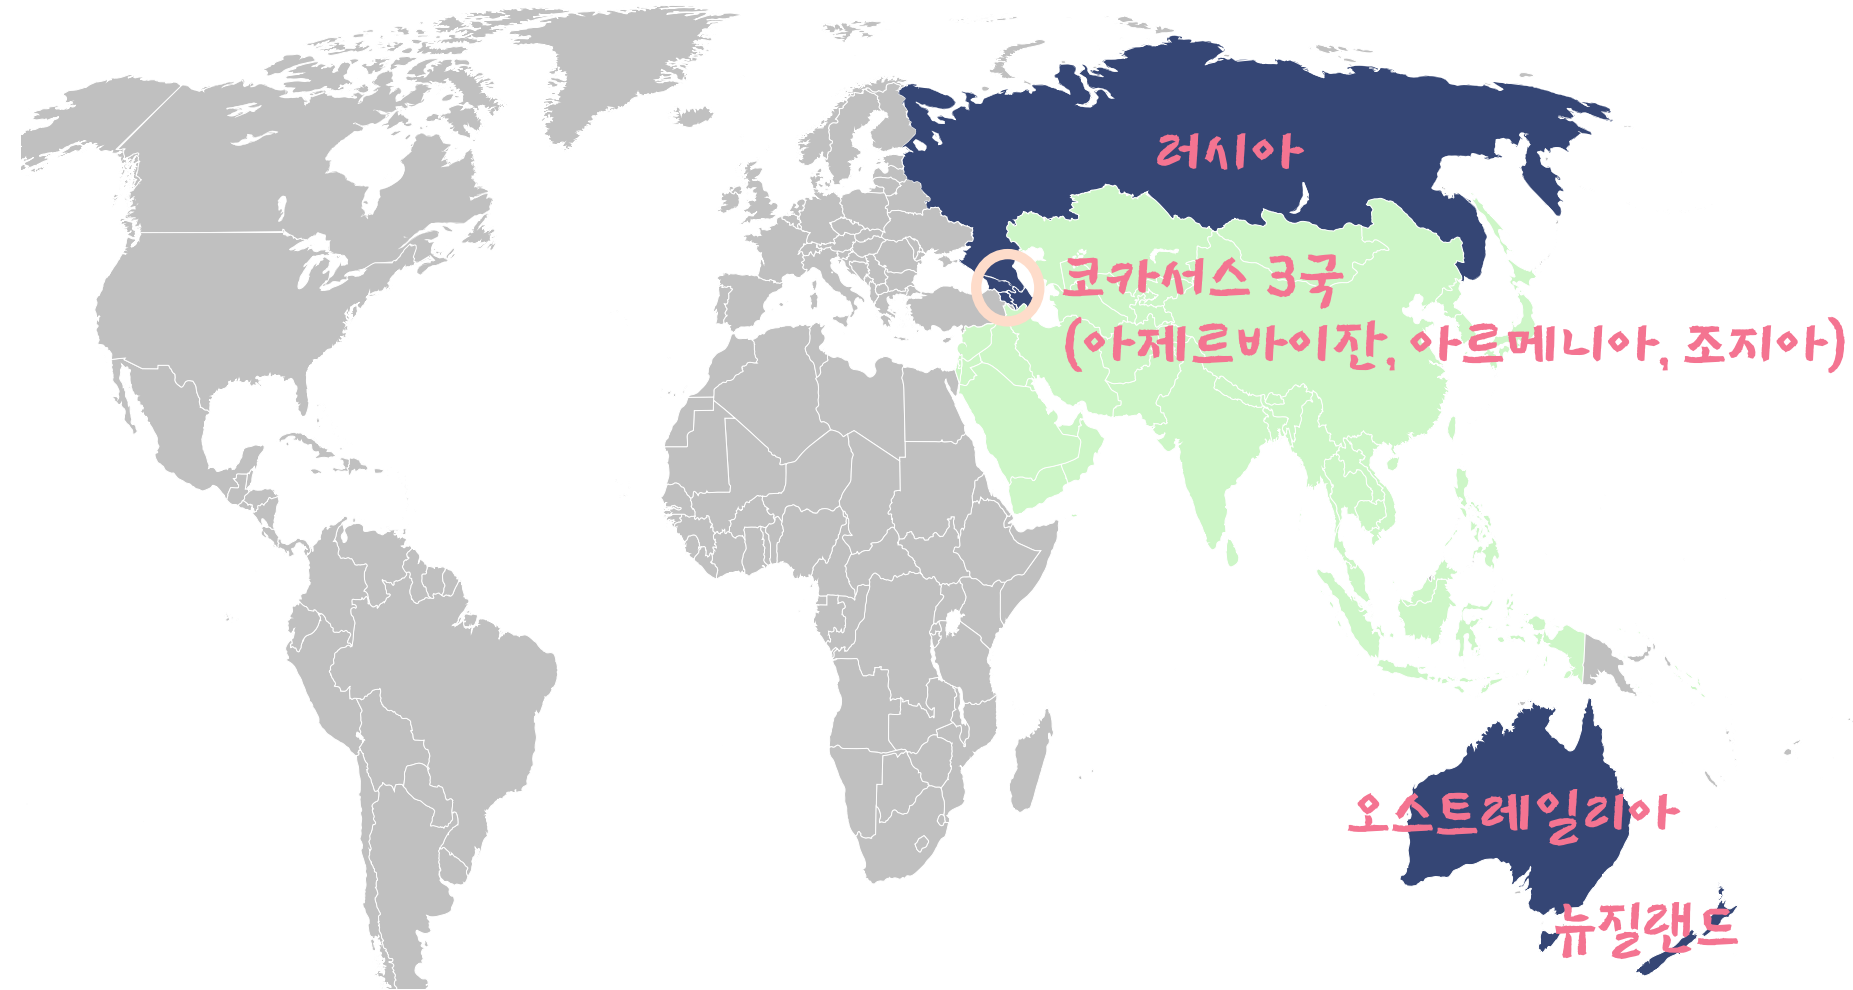 러시아
코카서스 3국
(아제르바이잔, 아르메니아, 조지아)
오스트레일리아
뉴질랜드